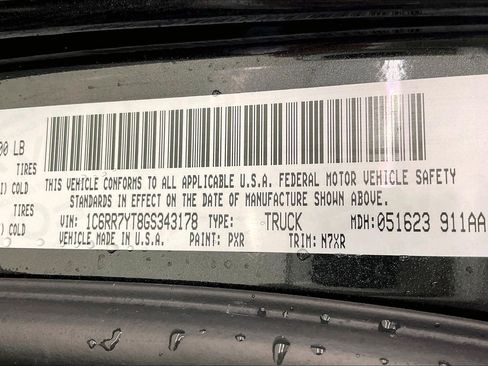 00 LB
TIRES
I) COLD
TIRES
I) COLD
THIS VEHICLE CONFORMS TO ALL APPLICABLE U.S.A. FEDERAL MOTOR VEHICLE SAFETY
STANDARDS IN EFFECT ON THE DATE OF MANUFACTURE SHOWN ABOVE.
VIN: 1C6RR7YT8GS343178 TYPE: TRUCK MDH: 051623 911AA
VEHICLE MADE IN U.S.A. PAINT: PXR TRIM: N7XR